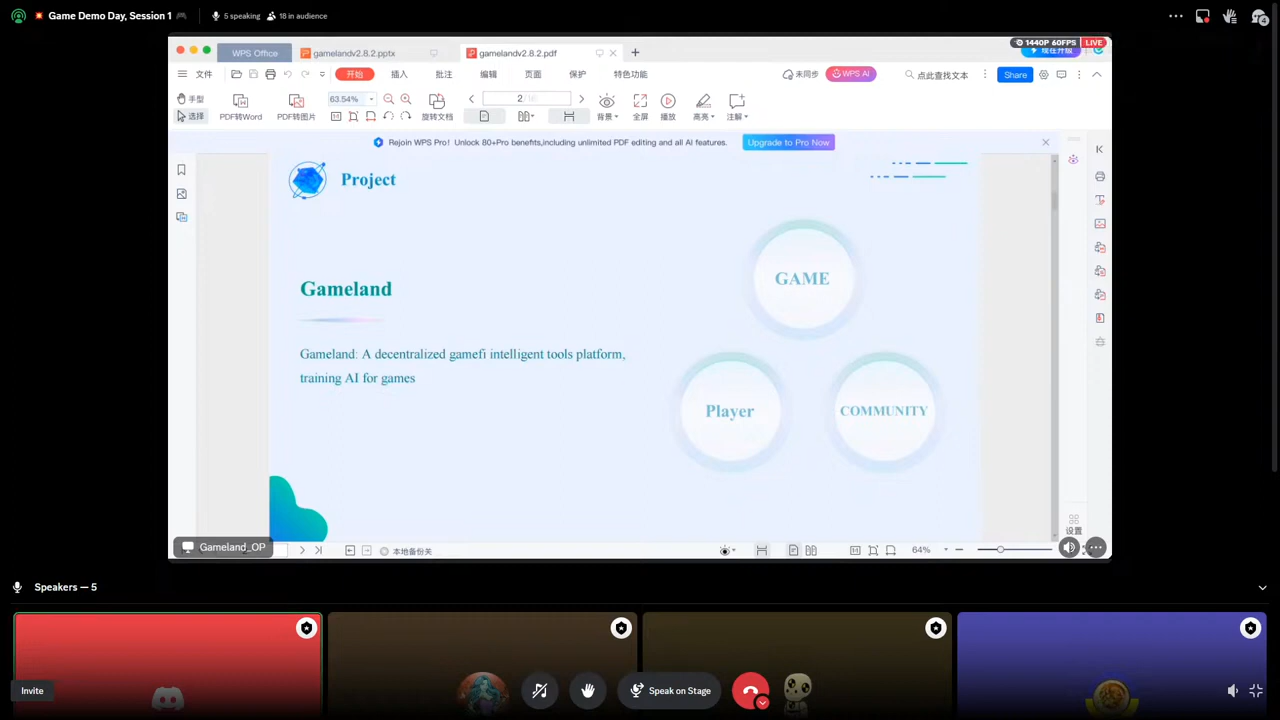 Game Demo Day, Session 1
5 speaking
18 in audience
4
WPS Office
gamelandv2.8.2.pptx
gamelandv2.8.2.pdf
1440P 60FPS
LIVE
文件
开始
插入
批注
编辑
页面
保护
特色功能
未同步
WPS AI
点此查找文本
Share
手型
选择
PDF转Word
PDF转图片
63.54%
旋转文档
2
背景
全屏
播放
高亮
注解
Rejoin WPS Pro! Unlock 80+Pro benefits,including unlimited PDF editing and all AI features.
Upgrade to Pro Now
Project
GAME
Gameland
Gameland: A decentralized gamefi intelligent tools platform,
training AI for games
Player
COMMUNITY
设置
Gameland_OP
本地备份关
64%
Speakers — 5
Invite
Speak on Stage